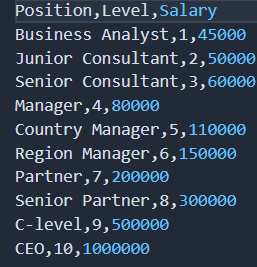 Position,Level,Salary
Business Analyst,1,45000
Junior Consultant,2,50000
Senior Consultant,3,60000
Manager,4,80000
Country Manager,5,110000
Region Manager,6,150000
Partner,7,200000
Senior Partner,8,300000
C-level,9,500000
CEO,10,1000000